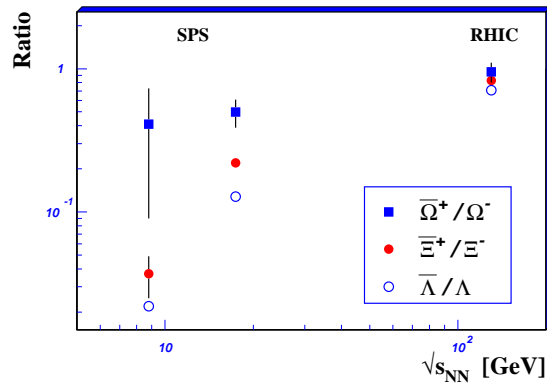 Ratio
SPS
RHIC
1
10⁻¹
Ω̅⁺/Ω⁻
Ξ̅⁺/Ξ⁻
Λ̅/Λ
10
10²
√s_NN [GeV]